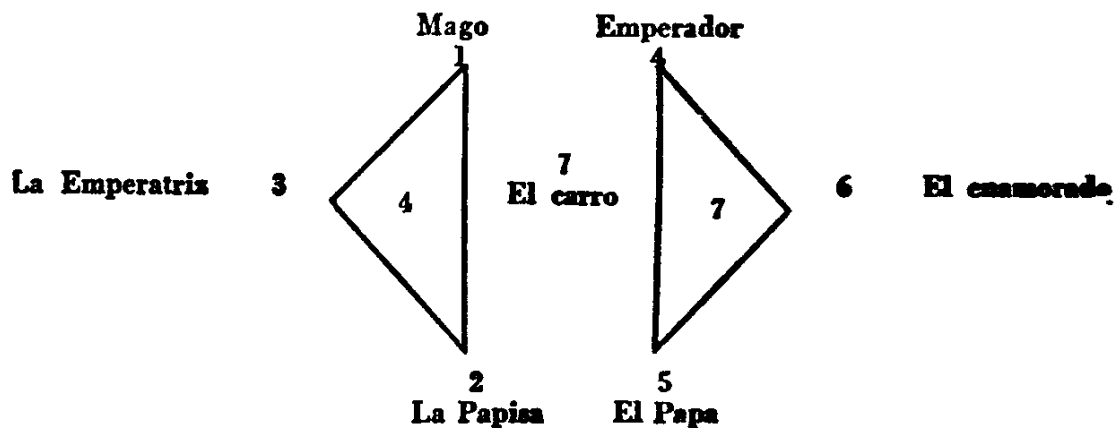 Mago Emperador
1 4
7
La Emperatriz 3 4 El carro 7 6 El enamorado
2 5
La Papisa El Papa